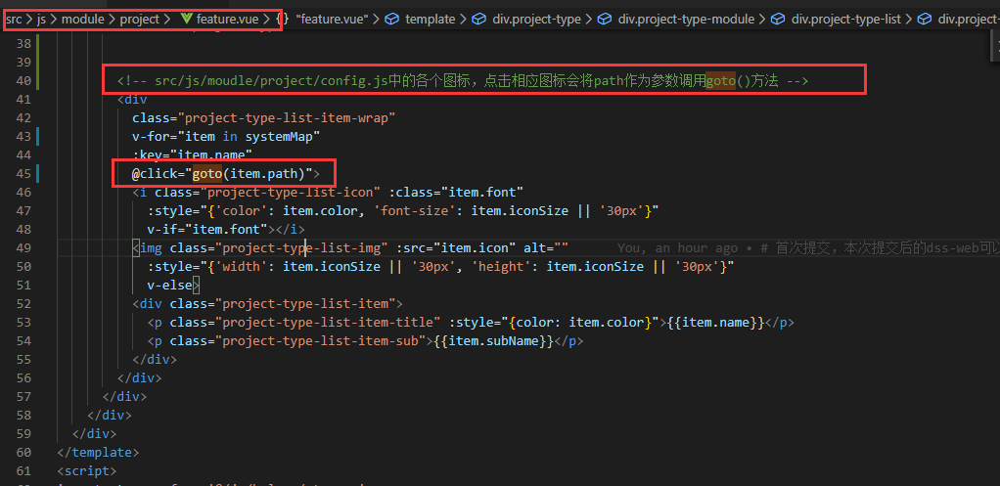 src > js > module > project > feature.vue > {} "feature.vue" > template > div.project-type > div.project-type-module > div.project-type-list > div.project-
38
39
40 <!-- src/js/moudle/project/config.js中的各个图标，点击相应图标会将path作为参数调用goto()方法 -->
41 <div
42 class="project-type-list-item-wrap"
43 v-for="item in systemMap"
44 :key="item.name"
45 @click="goto(item.path)">
46 <i class="project-type-list-icon" :class="item.font"
47 :style="{'color': item.color, 'font-size': item.iconSize || '30px'}"
48 v-if="item.font"></i>
49 <img class="project-type-list-img" :src="item.icon" alt="" You, an hour ago • # 首次提交，本次提交后的dss-web可以
50 :style="{'width': item.iconSize || '30px', 'height': item.iconSize || '30px'}"
51 v-else>
52 <div class="project-type-list-item">
53 <p class="project-type-list-item-title" :style="{color: item.color}">{{item.name}}</p>
54 <p class="project-type-list-item-sub">{{item.subName}}</p>
55 </div>
56 </div>
57 </div>
58 </div>
59 </div>
60 </template>
61 <script>